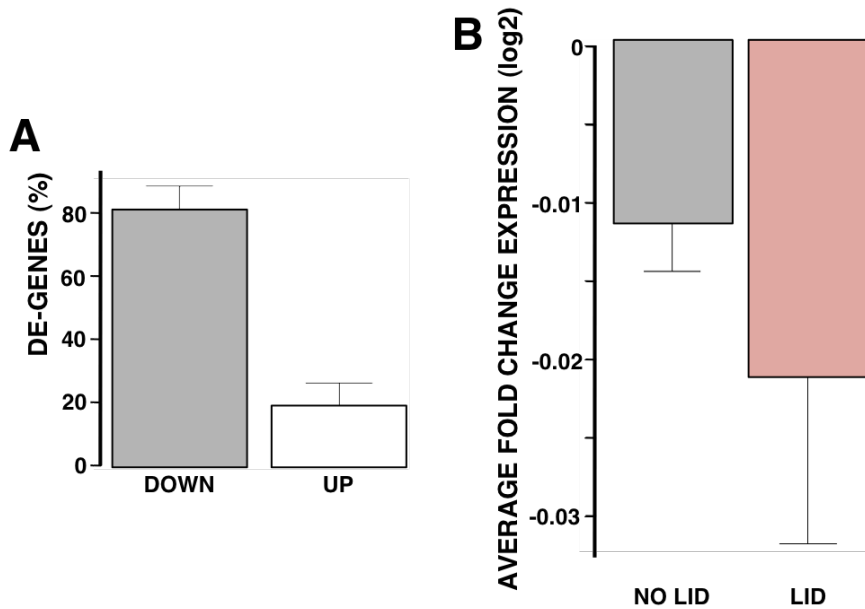 A
DE-GENES (%)
80
60
40
20
0
DOWN UP
B
AVERAGE FOLD CHANGE EXPRESSION (log2)
0
-0.01
-0.02
-0.03
NO LID LID